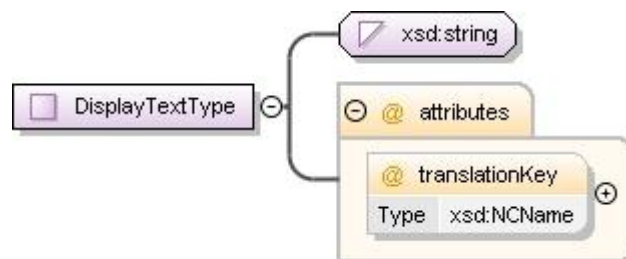 xsd:string
DisplayTextType
@ attributes
@ translationKey
Type xsd:NCName